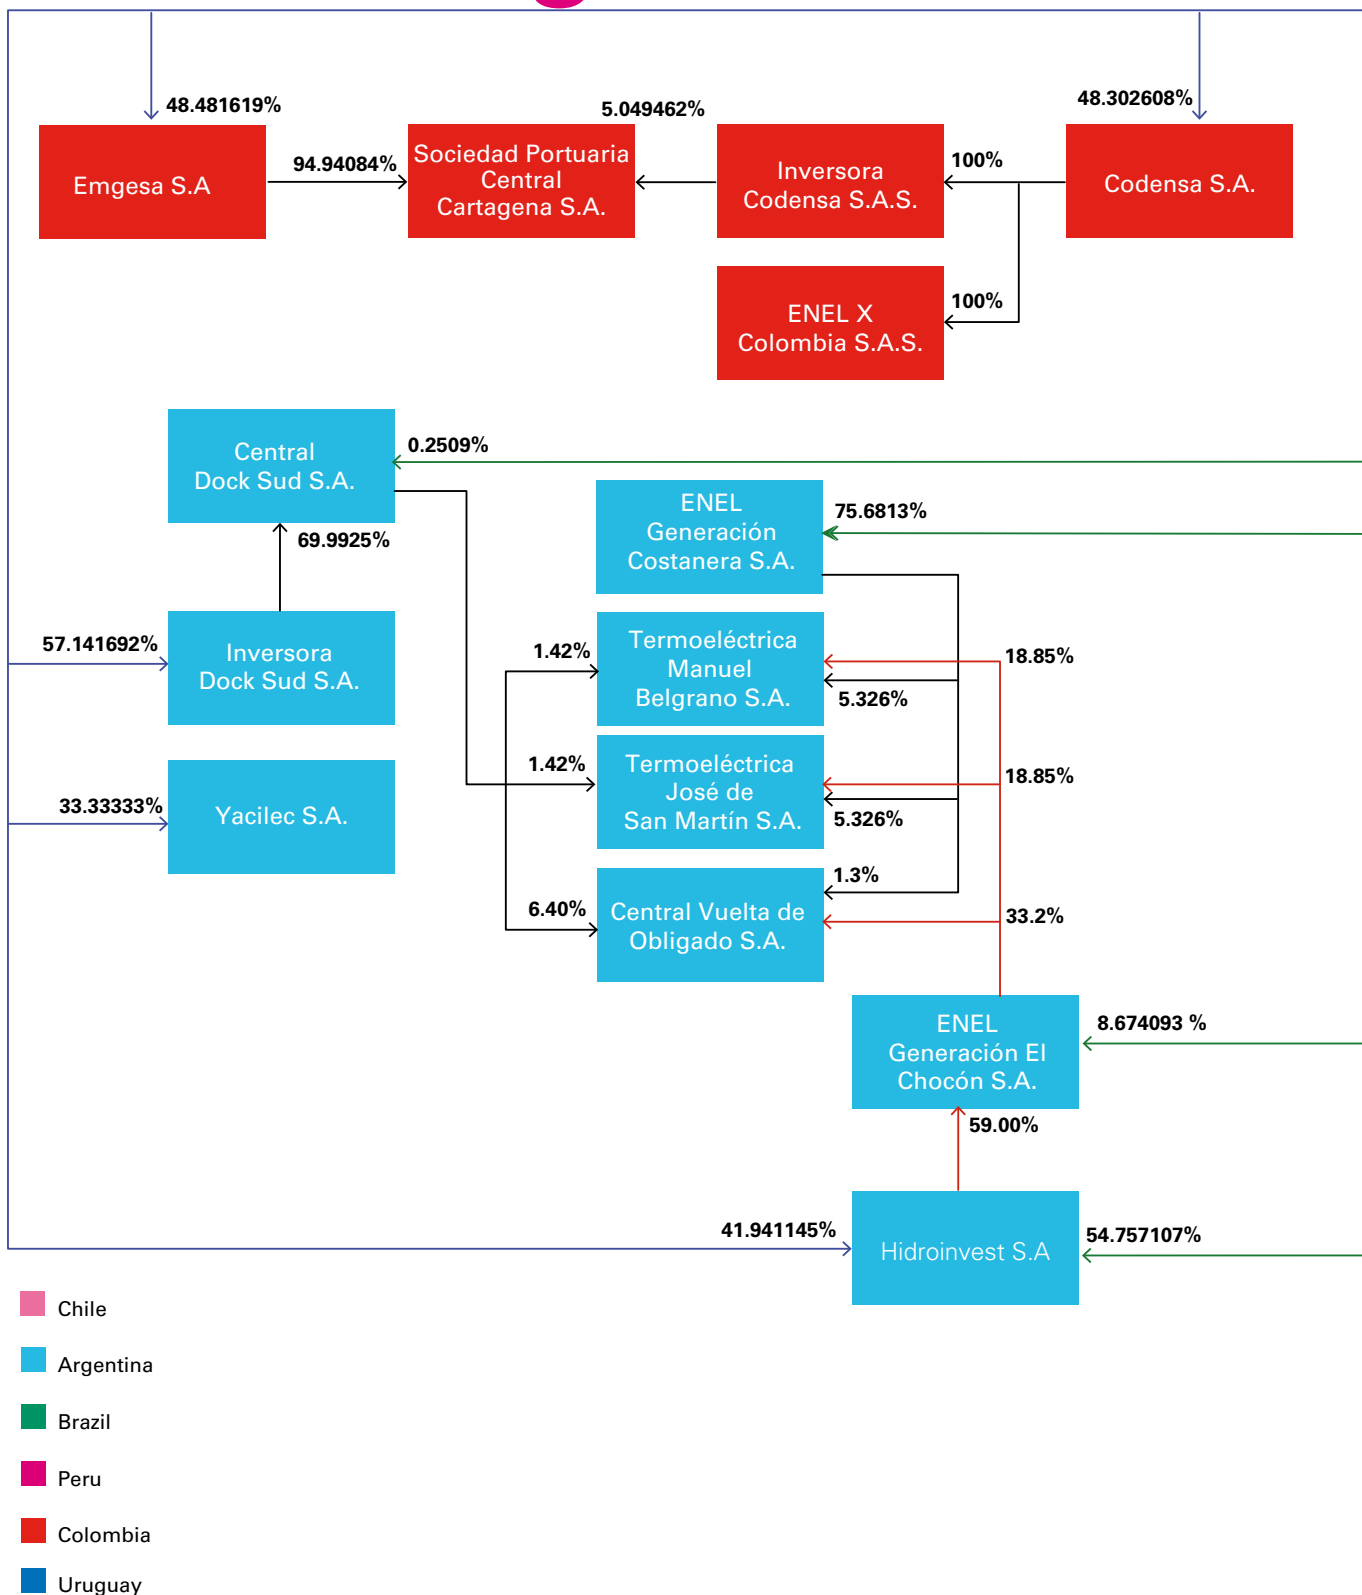 48.481619%
5.049462%
48.302608%
Emgesa S.A
94.94084%
Sociedad Portuaria
Central
Cartagena S.A.
Inversora
Codensa S.A.S.
100%
Codensa S.A.
ENEL X
Colombia S.A.S.
100%
Central
Dock Sud S.A.
0.2509%
69.9925%
ENEL
Generación
Costanera S.A.
75.6813%
57.141692%
Inversora
Dock Sud S.A.
1.42%
Termoeléctrica
Manuel
Belgrano S.A.
18.85%
5.326%
33.33333%
Yacilec S.A.
1.42%
Termoeléctrica
José de
San Martín S.A.
18.85%
5.326%
1.3%
6.40%
Central Vuelta de
Obligado S.A.
33.2%
ENEL
Generación El
Chocón S.A.
8.674093 %
59.00%
41.941145%
Hidroinvest S.A
54.757107%
Chile
Argentina
Brazil
Peru
Colombia
Uruguay